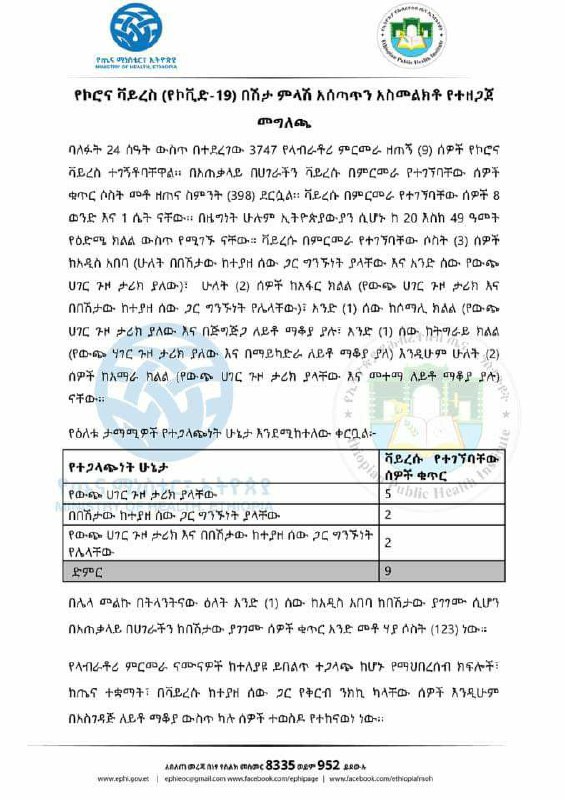 የጤና ሚኒስቴር፣ ኢትዮጵያ
MINISTRY OF HEALTH, ETHIOPIA
Ethiopian Public Health Institute
የኮሮና ቫይረስ (የኮቪድ-19) በሽታ ምላሽ አሰጣጥን አስመልክቶ የተዘጋጀ
መግለጫ
ባለፉት 24 ሰዓት ውስጥ በተደረገው 3747 የላብራቶሪ ምርመራ ዘጠኝ (9) ሰዎች የኮሮና
ቫይረስ ተገኝቶባቸዋል። በአጠቃላይ በሀገራችን ቫይረሱ በምርመራ የተገኘባቸው ሰዎች
ቁጥር ሶስት መቶ ዘጠና ስምንት (398) ደርሷል። ቫይረሱ በምርመራ የተገኘባቸው ሰዎች 8
ወንድ እና 1 ሴት ናቸው። በዜግነት ሁሉም ኢትዮጵያውያን ሲሆኑ ከ 20 እስከ 49 ዓመት
የዕድሜ ክልል ውስጥ የሚገኙ ናቸው። ቫይረሱ በምርመራ የተገኘባቸው ሶስት (3) ሰዎች
ከአዲስ አበባ (ሁለት በበሽታው ከተያዘ ሰው ጋር ግንኙነት ያላቸው እና አንድ ሰው የውጭ
ሀገር ጉዞ ታሪክ ያለው)፣ ሁለት (2) ሰዎች ከአፋር ክልል (የውጭ ሀገር ጉዞ ታሪክ እና
በበሽታው ከተያዘ ሰው ጋር ግንኙነት የሌላቸው)፣ አንድ (1) ሰው ከሶማሊ ክልል (የውጭ
ሀገር ጉዞ ታሪክ ያለው እና በጅግጅጋ ለይቶ ማቆያ ያሉ፣ አንድ (1) ሰው ከትግራይ ክልል
(የውጭ ሃገር ጉዞ ታሪክ ያለው እና በማይካድራ ለይቶ ማቆያ ያለ) እንዲሁም ሁለት (2)
ሰዎች ከአማራ ክልል (የውጭ ሀገር ጉዞ ታሪክ ያላቸው እና መተማ ለይቶ ማቆያ ያሉ)
ናቸው።
የዕለቱ ታማሚዎች የተጋላጭነት ሁኔታ እንደሚከተለው ቀርቧል፡-
የተጋላጭነት ሁኔታ
ቫይረሱ የተገኘባቸው
ሰዎች ቁጥር
የውጭ ሀገር ጉዞ ታሪክ ያላቸው 5
በበሽታው ከተያዘ ሰው ጋር ግንኙነት ያላቸው 2
የውጭ ሀገር ጉዞ ታሪክ እና በበሽታው ከተያዘ ሰው ጋር ግንኙነት
የሌላቸው 2
ድምር 9
በሌላ መልኩ በትላንትናው ዕለት አንድ (1) ሰው ከአዲስ አበባ ከበሽታው ያገገሙ ሲሆን
በአጠቃላይ በሀገራችን ከበሽታው ያገገሙ ሰዎች ቁጥር አንድ መቶ ሃያ ሶስት (123) ነው።
የላብራቶሪ ምርመራ ናሙናዎች ከተለያዩ ይበልጥ ተጋላጭ ከሆኑ የማህበረሰብ ክፍሎች፣
ከጤና ተቋማት፣ በቫይረሱ ከተያዘ ሰው ጋር የቅርብ ንክኪ ካላቸው ሰዎች እንዲሁም
በአስገዳጅ ለይቶ ማቆያ ውስጥ ካሉ ሰዎች ተወስዶ የተከናወነ ነው።
ለበለጠ መረጃ በነፃ የስልክ መስመር 8335 ወይም 952 ይደውሉ
www.ephi.gov.et | ephieoc@gmail.com www.facebook.com/ephipage | www.facebook.com/ethiopiafmoh